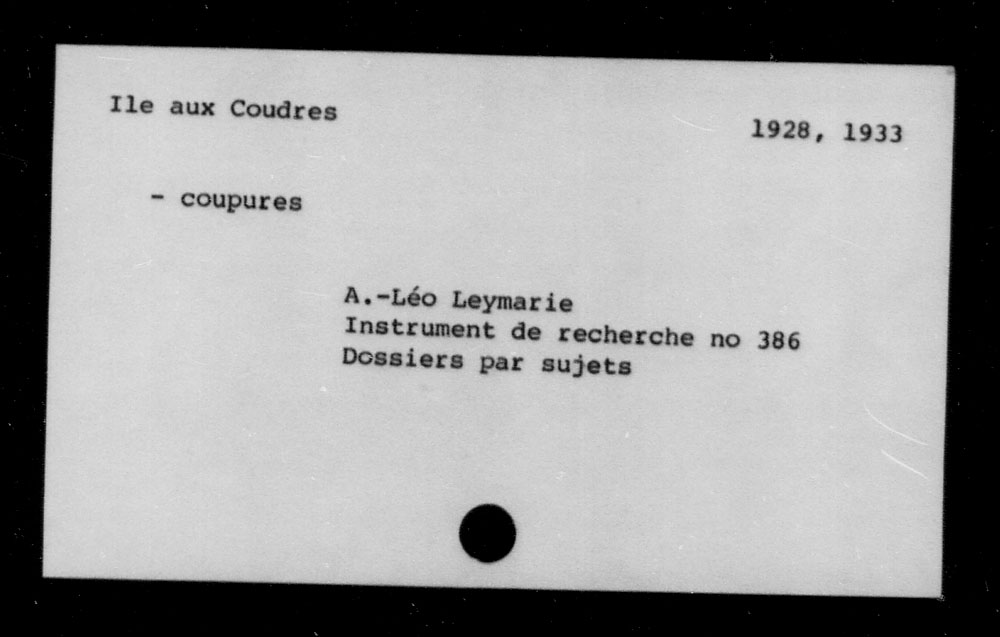 Ile aux Coudres
1928, 1933
- coupures
A.-Léo Leymarie
Instrument de recherche no 386
Dossiers par sujets